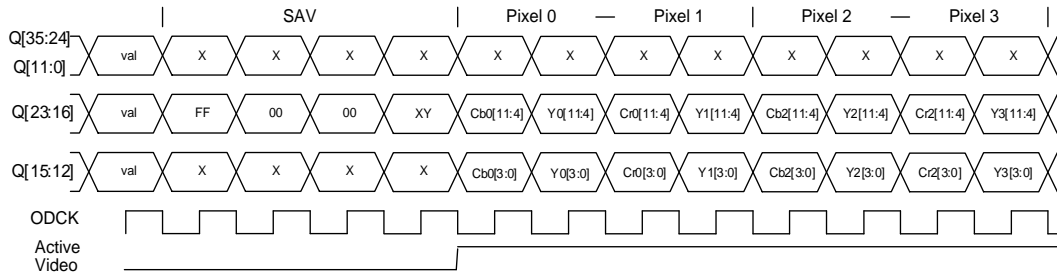 SAV Pixel 0 — Pixel 1 Pixel 2 — Pixel 3
Q[35:24]
Q[11:0] val X X X X X X X X X X X X
Q[23:16] val FF 00 00 XY Cb0[11:4] Y0[11:4] Cr0[11:4] Y1[11:4] Cb2[11:4] Y2[11:4] Cr2[11:4] Y3[11:4]
Q[15:12] val X X X X Cb0[3:0] Y0[3:0] Cr0[3:0] Y1[3:0] Cb2[3:0] Y2[3:0] Cr2[3:0] Y3[3:0]
ODCK
Active
Video